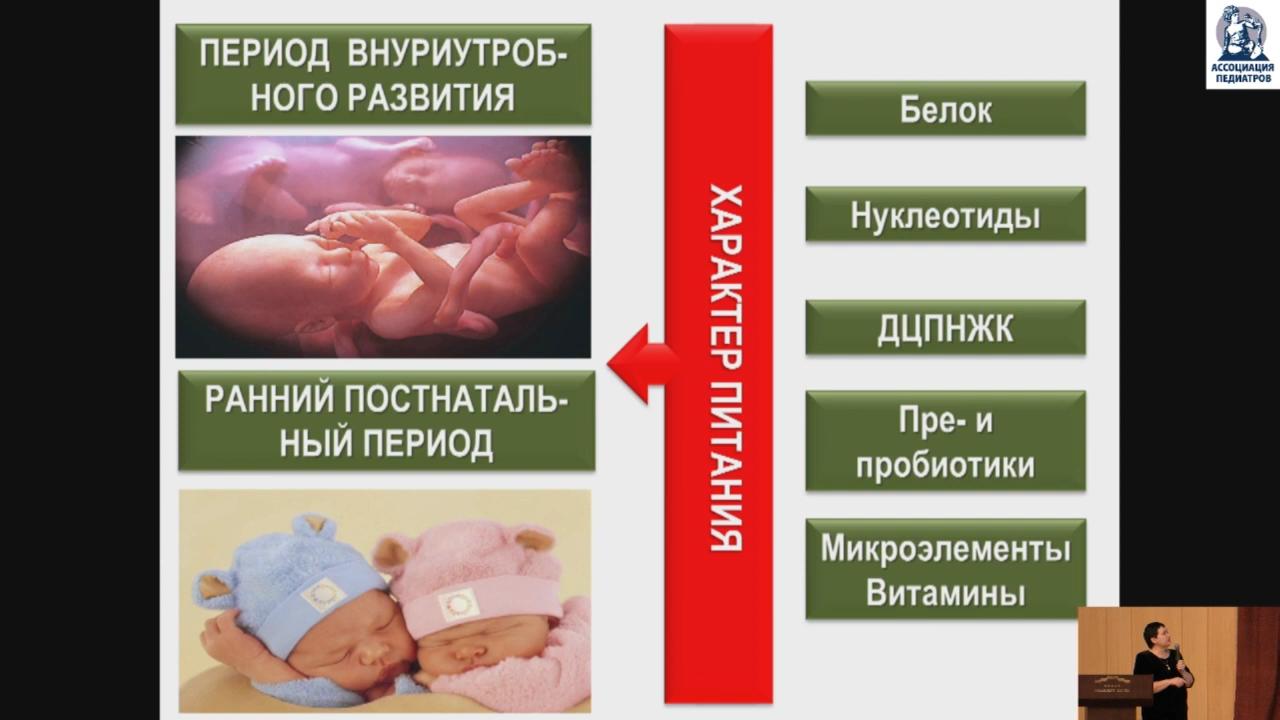 ПЕРИОД ВНУРИУТРОБ-
НОГО РАЗВИТИЯ
РАННИЙ ПОСТНАТАЛЬ-
НЫЙ ПЕРИОД
ХАРАКТЕР ПИТАНИЯ
Белок
Нуклеотиды
ДЦПНЖК
Пре- и
пробиотики
Микроэлементы
Витамины
АССОЦИАЦИЯ
ПЕДИАТРОВ